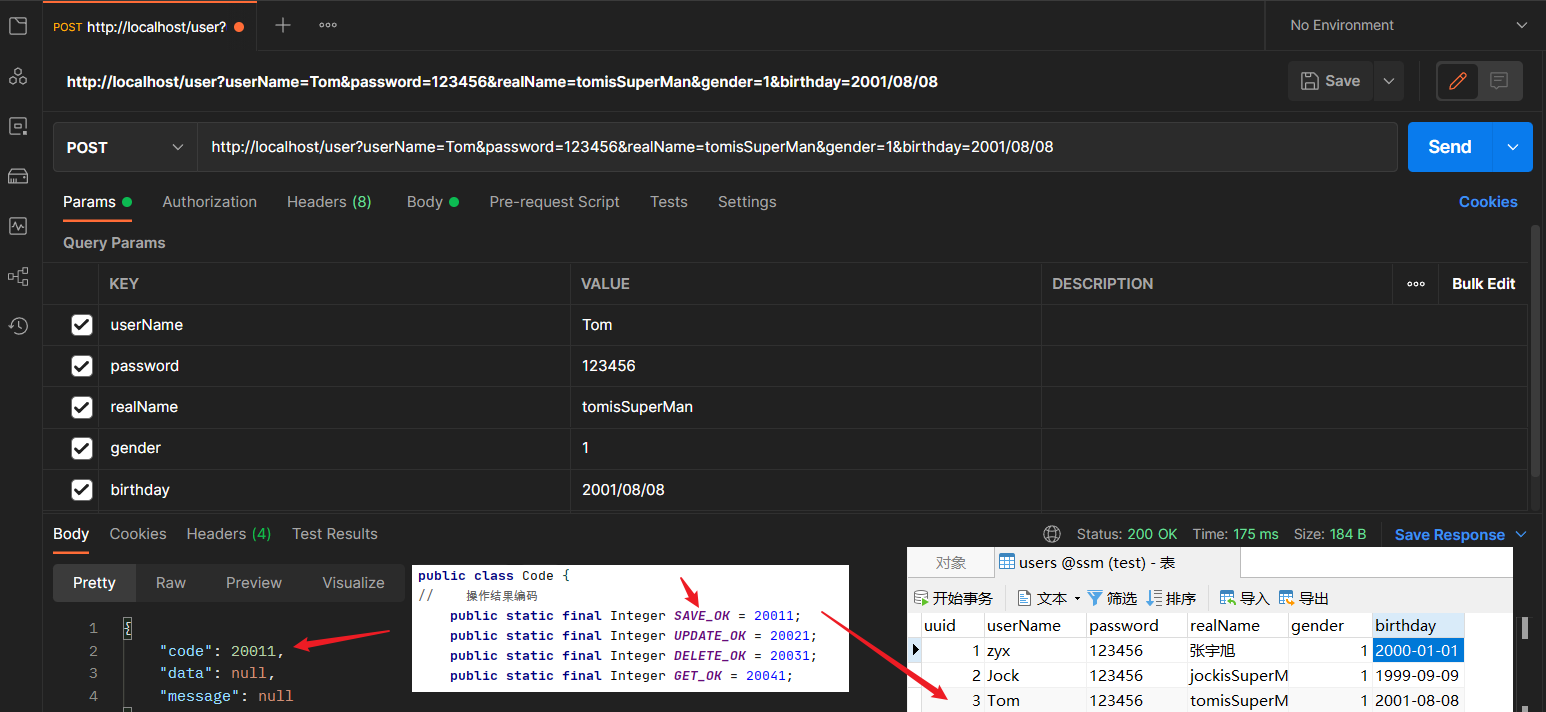 POST http://localhost/user?
No Environment
http://localhost/user?userName=Tom&password=123456&realName=tomisSuperMan&gender=1&birthday=2001/08/08
Save
POST http://localhost/user?userName=Tom&password=123456&realName=tomisSuperMan&gender=1&birthday=2001/08/08 Send
Params Authorization Headers (8) Body Pre-request Script Tests Settings Cookies
Query Params
KEY VALUE DESCRIPTION Bulk Edit
userName Tom
password 123456
realName tomisSuperMan
gender 1
birthday 2001/08/08
Body Cookies Headers (4) Test Results Status: 200 OK Time: 175 ms Size: 184 B Save Response
Pretty Raw Preview Visualize
1 {
2 "code": 20011,
3 "data": null,
4 "message": null
public class Code {
// 操作结果编码
public static final Integer SAVE_OK = 20011;
public static final Integer UPDATE_OK = 20021;
public static final Integer DELETE_OK = 20031;
public static final Integer GET_OK = 20041;
对象 users @ssm (test) - 表
开始事务 文本 筛选 排序 导入 导出
uuid userName password realName gender birthday
1 zyx 123456 张宇旭 1 2000-01-01
2 Jock 123456 jockisSuperM 1 1999-09-09
3 Tom 123456 tomisSuperM 1 2001-08-08